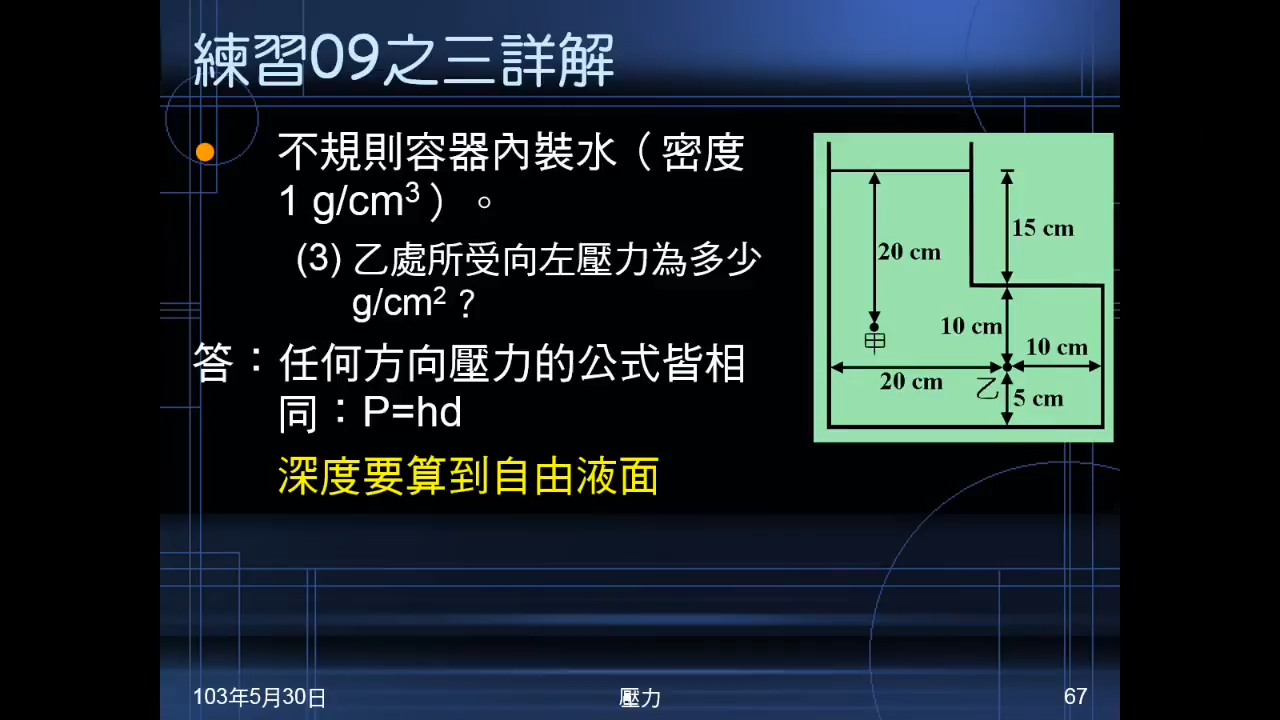 練習09之三詳解
不規則容器內裝水（密度
1 g/cm³）。
(3) 乙處所受向左壓力為多少
g/cm²？
答：任何方向壓力的公式皆相
同：P=hd
深度要算到自由液面
15 cm
20 cm
10 cm
甲
10 cm
20 cm
乙
5 cm
103年5月30日
壓力
67